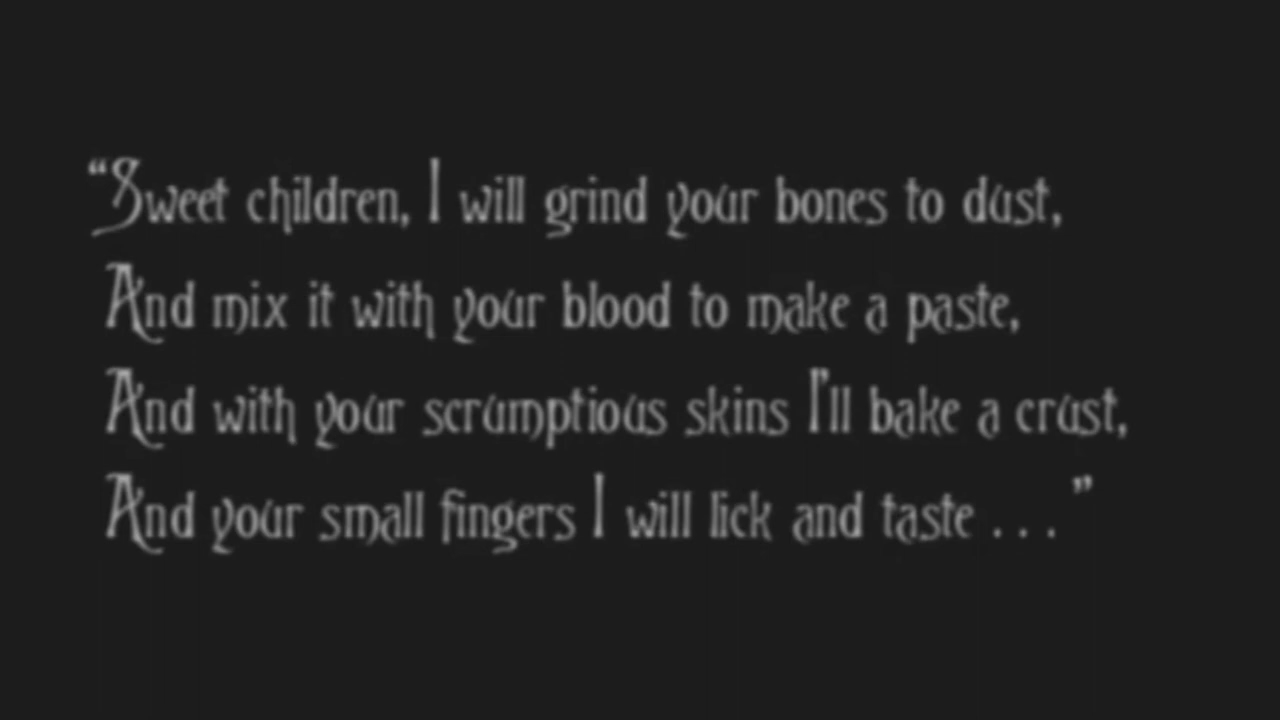 “Sweet children, I will grind your bones to dust,
And mix it with your blood to make a paste,
And with your scrumptious skins I’ll bake a crust,
And your small fingers I will lick and taste . . .”